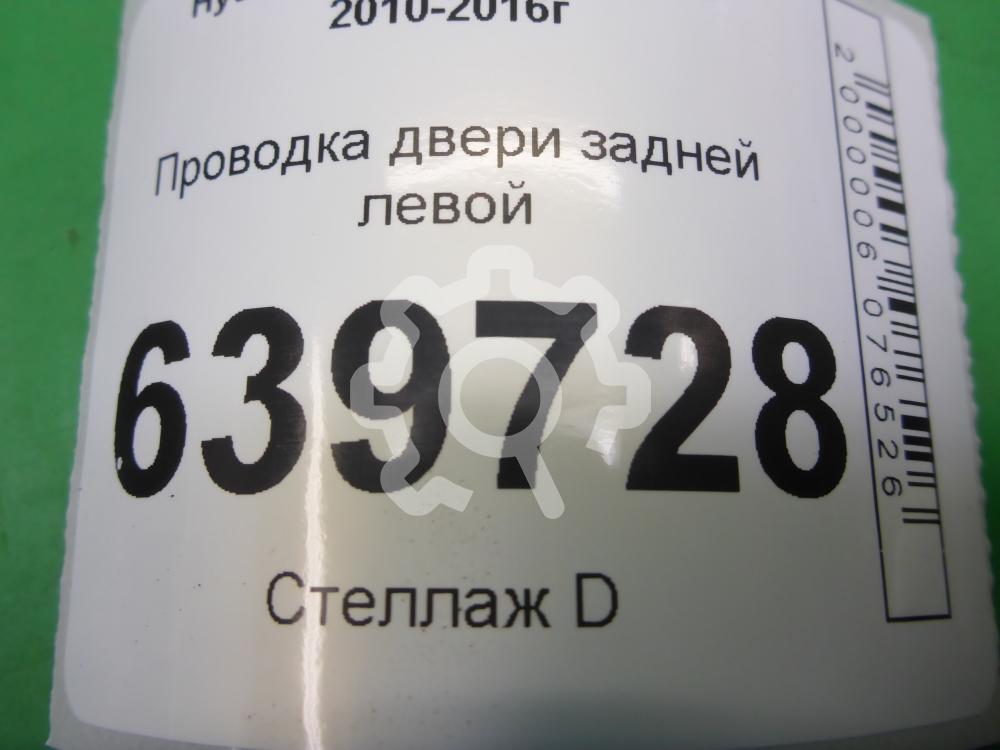 2010-2016г
Проводка двери задней
левой
639728
Стеллаж D
2000006076526